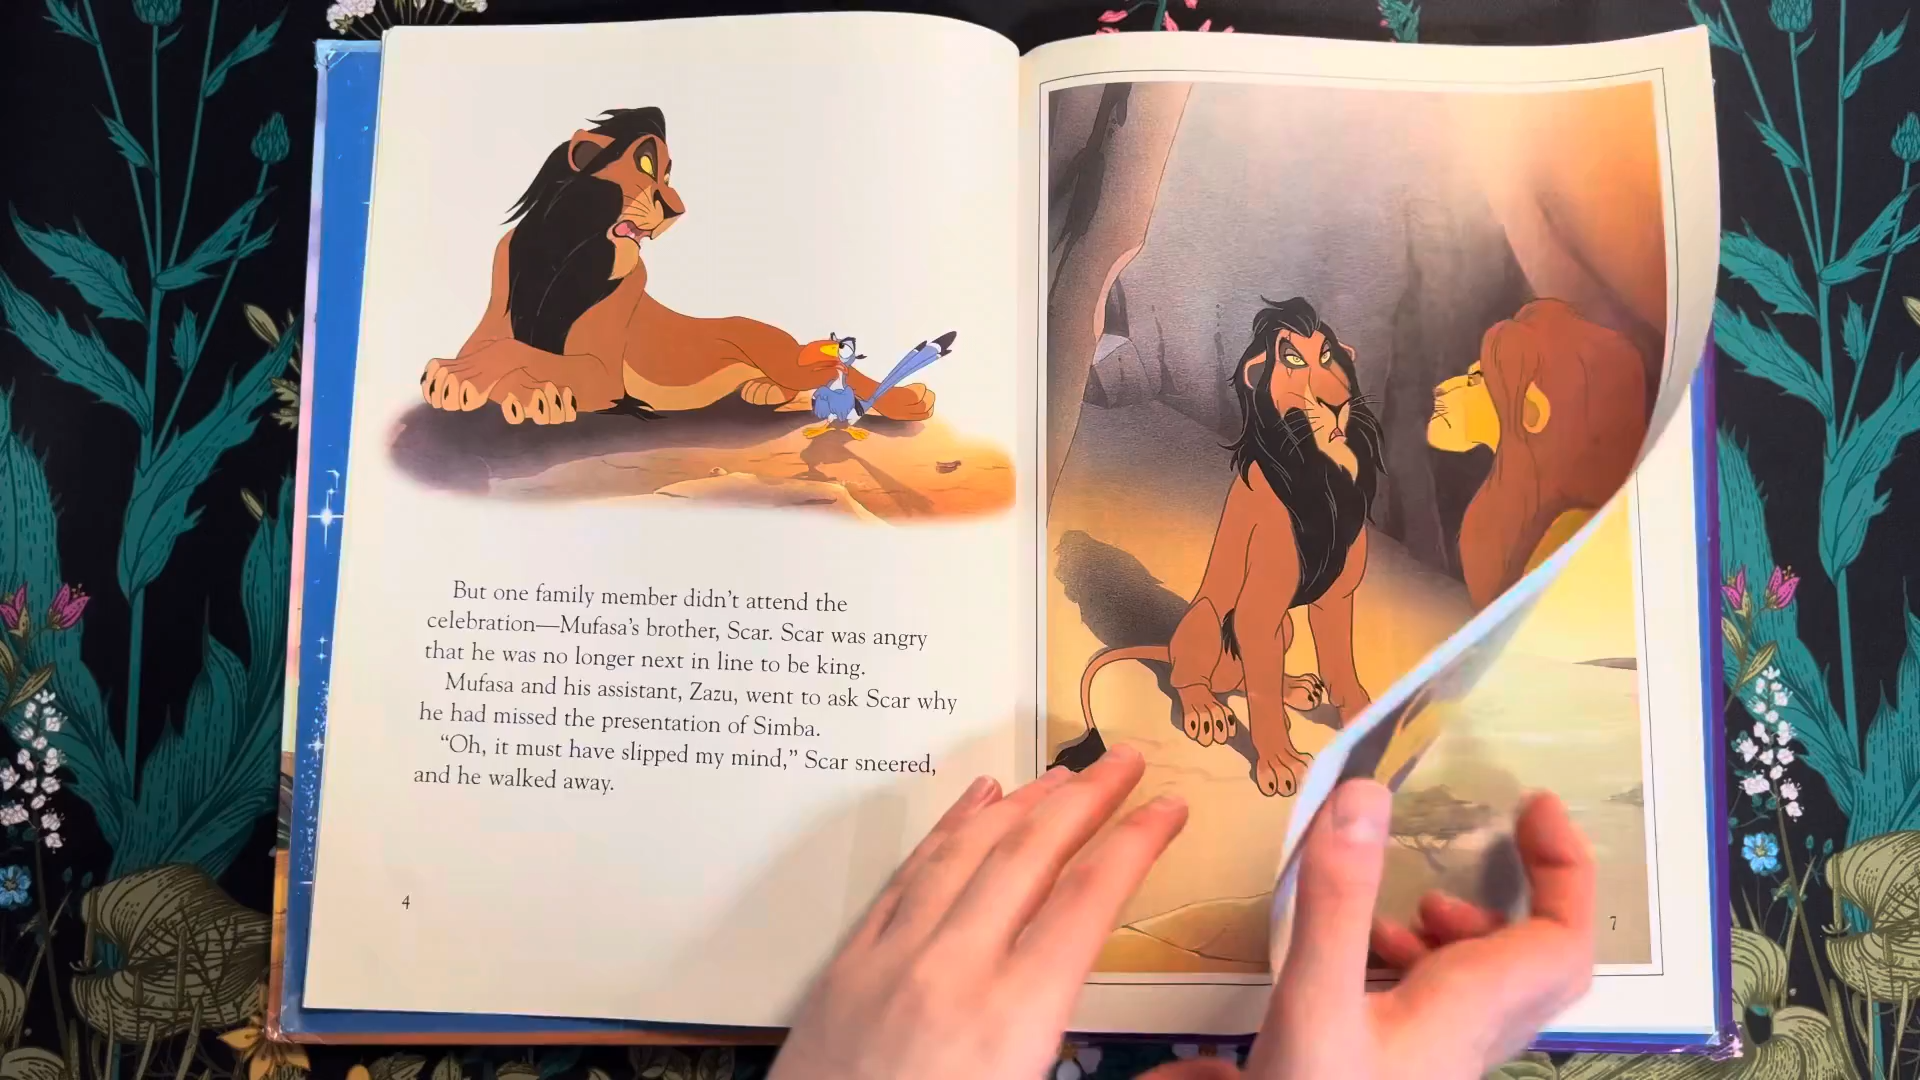 But one family member didn't attend the
celebration—Mufasa's brother, Scar. Scar was angry
that he was no longer next in line to be king.
Mufasa and his assistant, Zazu, went to ask Scar why
he had missed the presentation of Simba.
“Oh, it must have slipped my mind,” Scar sneered,
and he walked away.
4
7